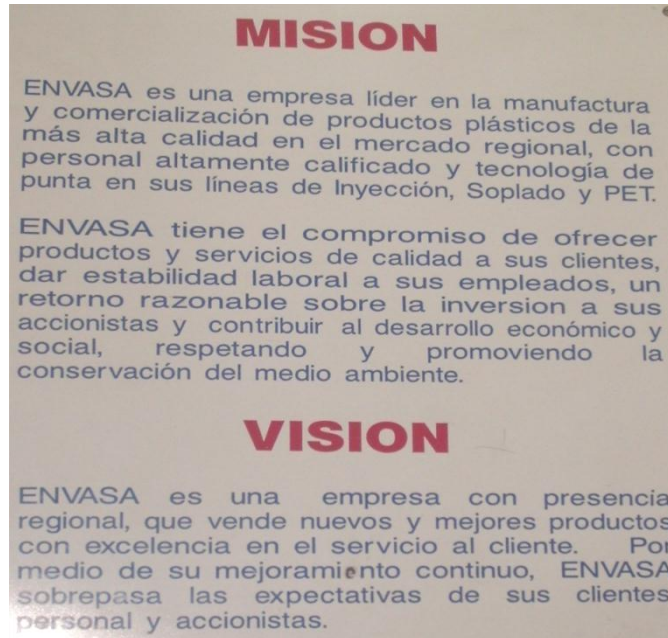 MISION
ENVASA es una empresa líder en la manufactura
y comercialización de productos plásticos de la
más alta calidad en el mercado regional, con
personal altamente calificado y tecnología de
punta en sus líneas de Inyección, Soplado y PET.
ENVASA tiene el compromiso de ofrecer
productos y servicios de calidad a sus clientes,
dar estabilidad laboral a sus empleados, un
retorno razonable sobre la inversion a sus
accionistas y contribuir al desarrollo económico y
social, respetando y promoviendo la
conservación del medio ambiente.
VISION
ENVASA es una empresa con presencia
regional, que vende nuevos y mejores productos
con excelencia en el servicio al cliente. Por
medio de su mejoramiento continuo, ENVASA
sobrepasa las expectativas de sus clientes
personal y accionistas.